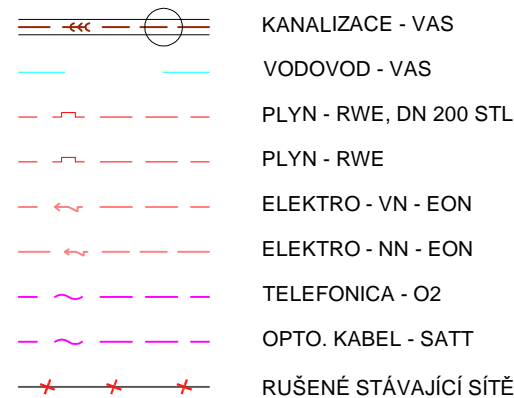 KANALIZACE - VAS
VODOVOD - VAS
PLYN - RWE, DN 200 STL
PLYN - RWE
ELEKTRO - VN - EON
ELEKTRO - NN - EON
TELEFONICA - O2
OPTO. KABEL - SATT
RUŠENÉ STÁVAJÍCÍ SÍTĚ